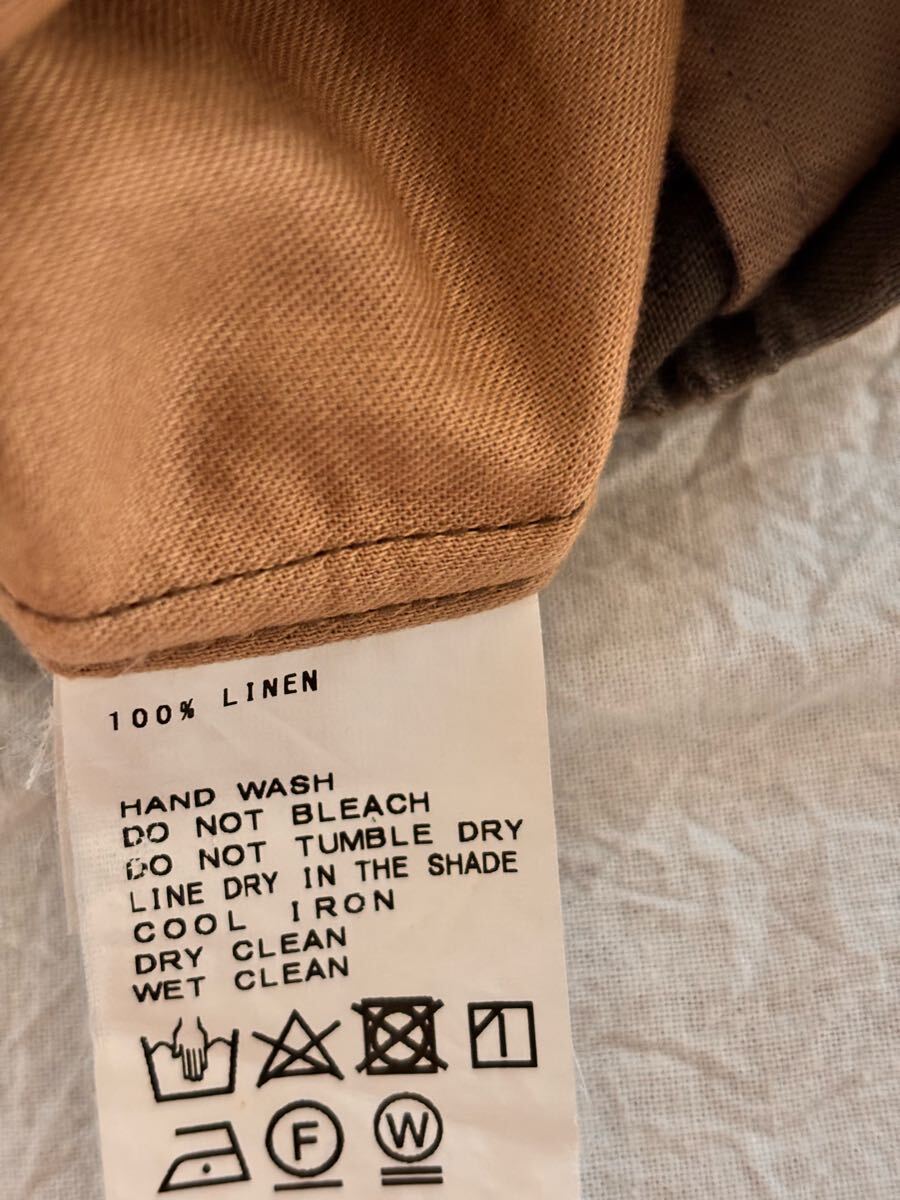 100% LINEN
HAND WASH
DO NOT BLEACH
DO NOT TUMBLE DRY
LINE DRY IN THE SHADE
COOL IRON
DRY CLEAN
WET CLEAN
F W